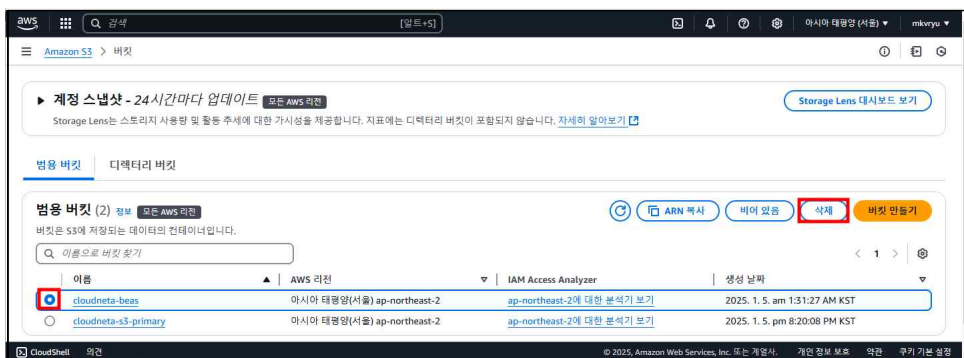 aws 검색 [알트+S] 아시아 태평양 (서울) ▼ mkvryu ▼
Amazon S3 > 버킷
▶ 계정 스냅샷 - 24시간마다 업데이트 모든 AWS 리전 Storage Lens 대시보드 보기
Storage Lens는 스토리지 사용량 및 활동 추세에 대한 가시성을 제공합니다. 지표에는 디렉터리 버킷이 포함되지 않습니다. 자세히 알아보기
범용 버킷 디렉터리 버킷
범용 버킷 (2) 정보 모든 AWS 리전 ARN 복사 비어 있음 삭제 버킷 만들기
버킷은 S3에 저장되는 데이터의 컨테이너입니다.
이름으로 버킷 찾기 < 1 >
이름 ▲ AWS 리전 ▽ IAM Access Analyzer 생성 날짜 ▽
cloudneta-beas 아시아 태평양(서울) ap-northeast-2 ap-northeast-2에 대한 분석기 보기 2025. 1. 5. am 1:31:27 AM KST
cloudneta-s3-primary 아시아 태평양(서울) ap-northeast-2 ap-northeast-2에 대한 분석기 보기 2025. 1. 5. pm 8:20:08 PM KST
CloudShell 의견 © 2025, Amazon Web Services, Inc. 또는 계열사. 개인 정보 보호 약관 쿠키 기본 설정